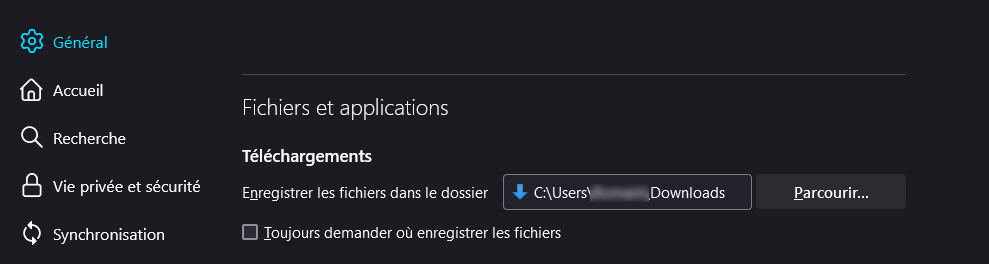 Général
Accueil
Recherche
Vie privée et sécurité
Synchronisation
Fichiers et applications
Téléchargements
Enregistrer les fichiers dans le dossier C:\Users\ Downloads Parcourir...
Toujours demander où enregistrer les fichiers